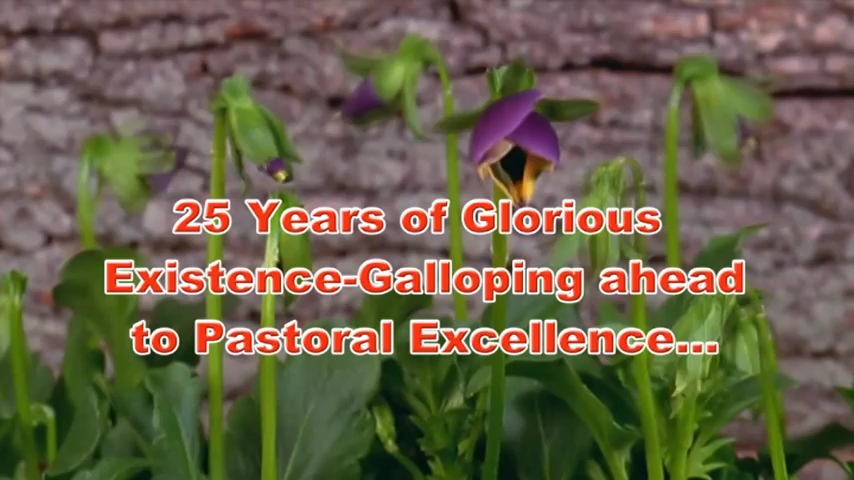 25 Years of Glorious
Existence-Galloping ahead
to Pastoral Excellence...